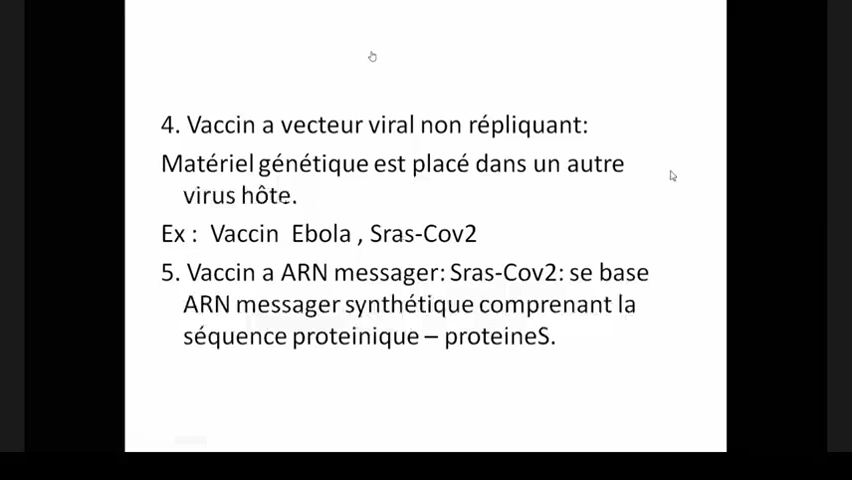 4. Vaccin a vecteur viral non répliquant:
Matériel génétique est placé dans un autre
virus hôte.
Ex : Vaccin Ebola , Sras-Cov2
5. Vaccin a ARN messager: Sras-Cov2: se base
ARN messager synthétique comprenant la
séquence proteinique – proteineS.